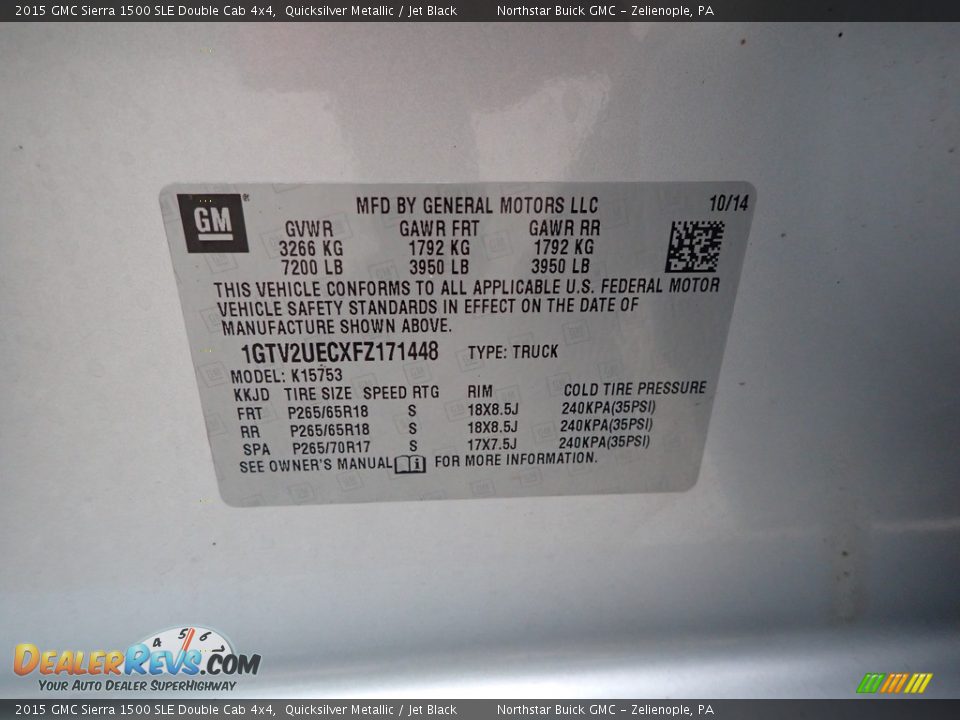 2015 GMC Sierra 1500 SLE Double Cab 4x4, Quicksilver Metallic / Jet Black Northstar Buick GMC - Zelienople, PA
GM MFD BY GENERAL MOTORS LLC 10/14
GVWR GAWR FRT GAWR RR
3266 KG 1792 KG 1792 KG
7200 LB 3950 LB 3950 LB
THIS VEHICLE CONFORMS TO ALL APPLICABLE U.S. FEDERAL MOTOR
VEHICLE SAFETY STANDARDS IN EFFECT ON THE DATE OF
MANUFACTURE SHOWN ABOVE.
1GTV2UECXFZ171448 TYPE: TRUCK
MODEL: K15753
KKJD TIRE SIZE SPEED RTG RIM COLD TIRE PRESSURE
FRT P265/65R18 S 18X8.5J 240KPA(35PSI)
RR P265/65R18 S 18X8.5J 240KPA(35PSI)
SPA P265/70R17 S 17X7.5J 240KPA(35PSI)
SEE OWNER'S MANUAL i FOR MORE INFORMATION.
4 5 6 7
DEALERREVS.COM
YOUR AUTO DEALER SUPERHIGHWAY
2015 GMC Sierra 1500 SLE Double Cab 4x4, Quicksilver Metallic / Jet Black Northstar Buick GMC - Zelienople, PA